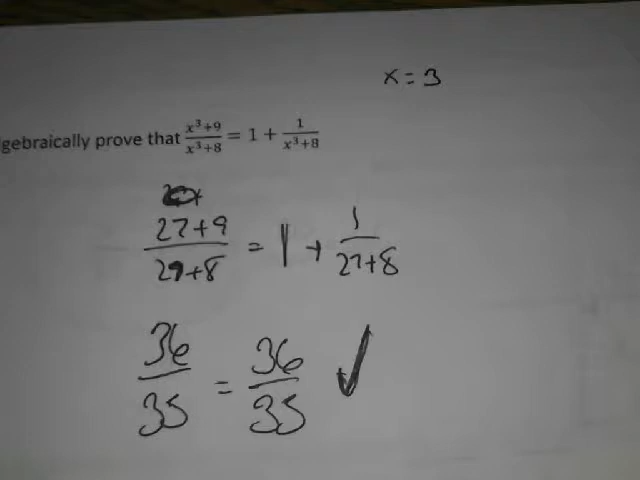 x = 3
gebraically prove that x³+9/x³+8 = 1 + 1/x³+8
27+9/27+8 = 1 + 1/27+8
36/35 = 36/35 ✓